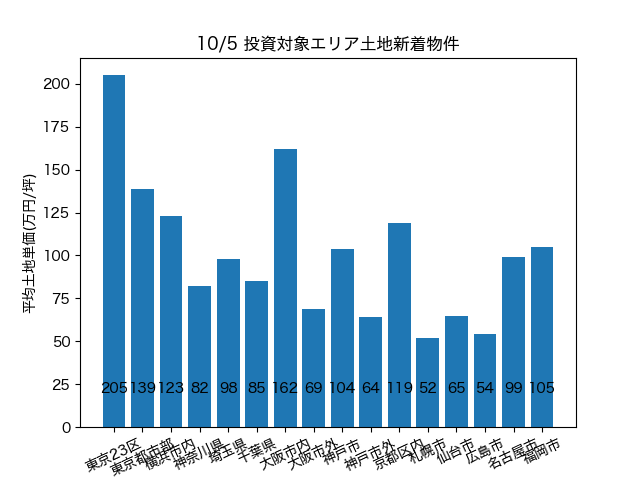 10/5 投資対象エリア土地新着物件
平均土地単価(万円/坪)
200
175
150
125
100
75
50
25
0
205 139 123 82 98 85 162 69 104 64 119 52 65 54 99 105
東京23区
東京都市部
横浜市内
神奈川県
埼玉県
千葉県
大阪市内
大阪市外
神戸市
神戸市外
京都区内
札幌市
仙台市
広島市
名古屋市
福岡市